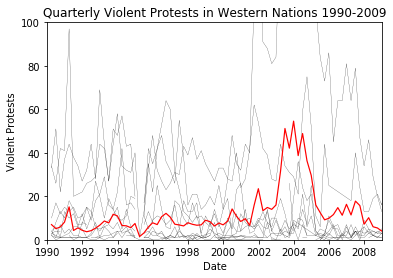 Quarterly Violent Protests in Western Nations 1990-2009
100
80
60
40
20
0
Violent Protests
1990 1992 1994 1996 1998 2000 2002 2004 2006 2008
Date